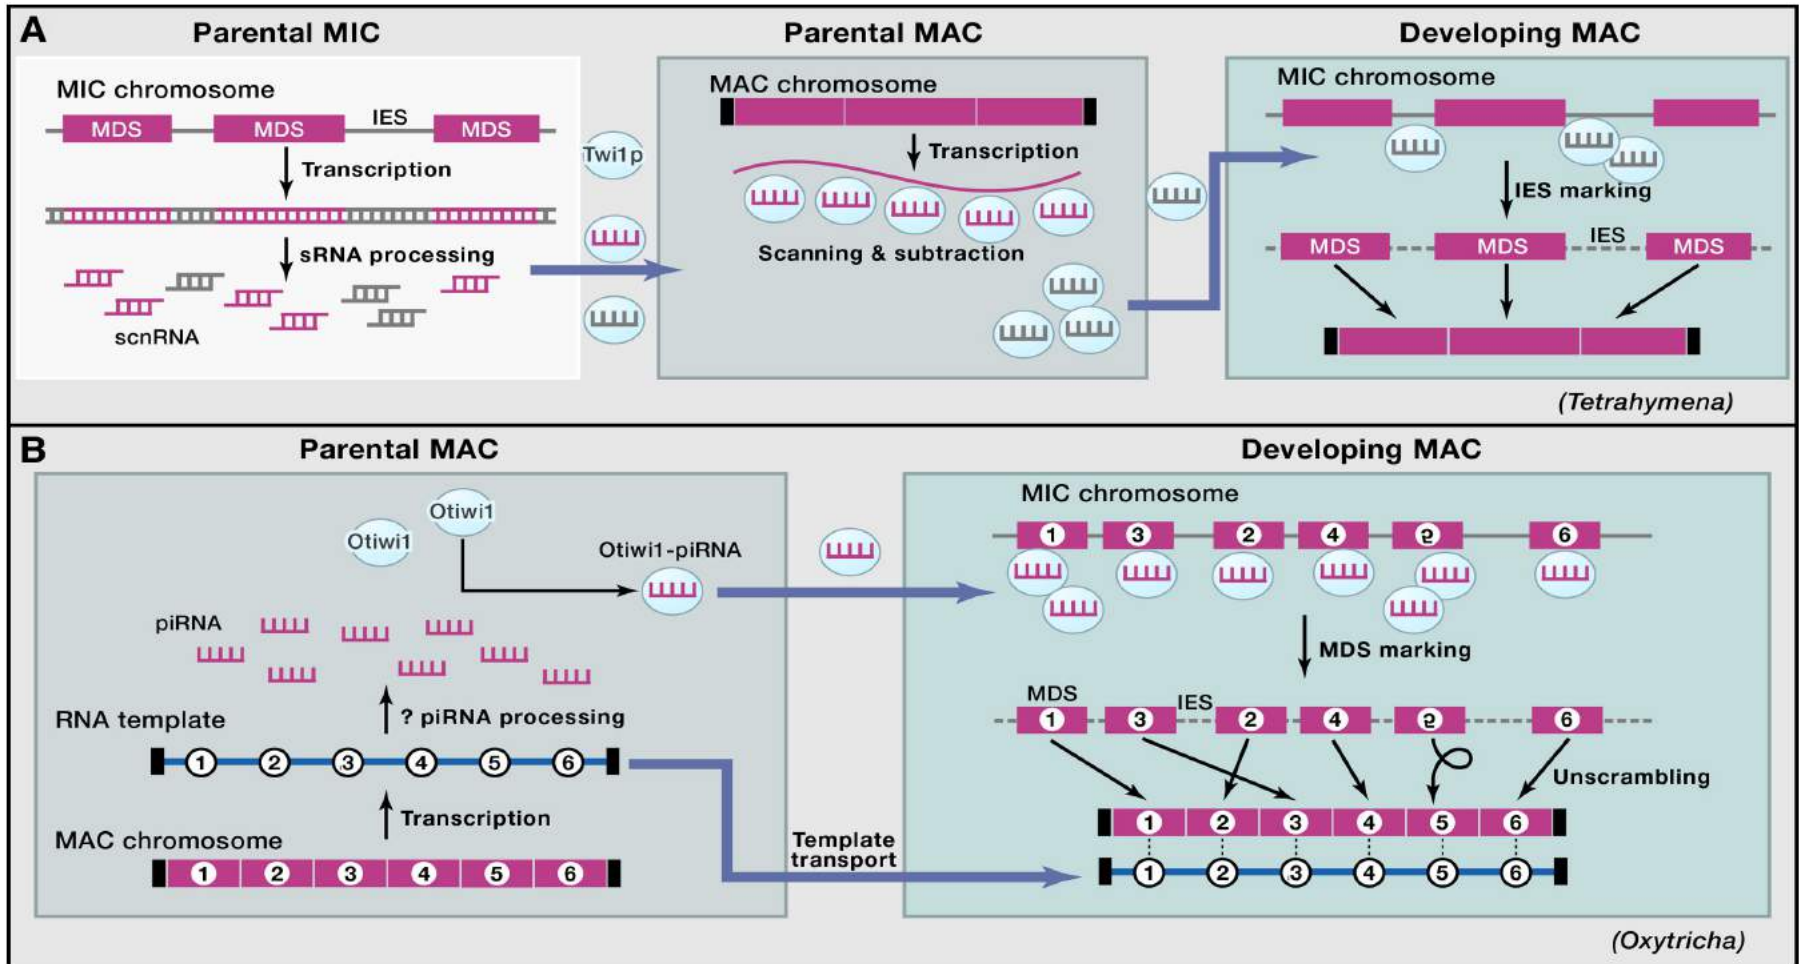 A
Parental MIC
Parental MAC
Developing MAC
MIC chromosome
MDS
MDS
IES
MDS
Transcription
sRNA processing
scnRNA
Twi1p
MAC chromosome
Transcription
Scanning & subtraction
MIC chromosome
IES marking
MDS
MDS
IES
MDS
(Tetrahymena)
B
Parental MAC
Developing MAC
Otiwi1
Otiwi1
Otiwi1-piRNA
piRNA
? piRNA processing
RNA template
1 2 3 4 5 6
Transcription
MAC chromosome
1 2 3 4 5 6
Template
transport
MIC chromosome
1 3 2 4 5 6
MDS marking
MDS
IES
1 3 2 4 5 6
Unscrambling
1 2 3 4 5 6
1 2 3 4 5 6
(Oxytricha)